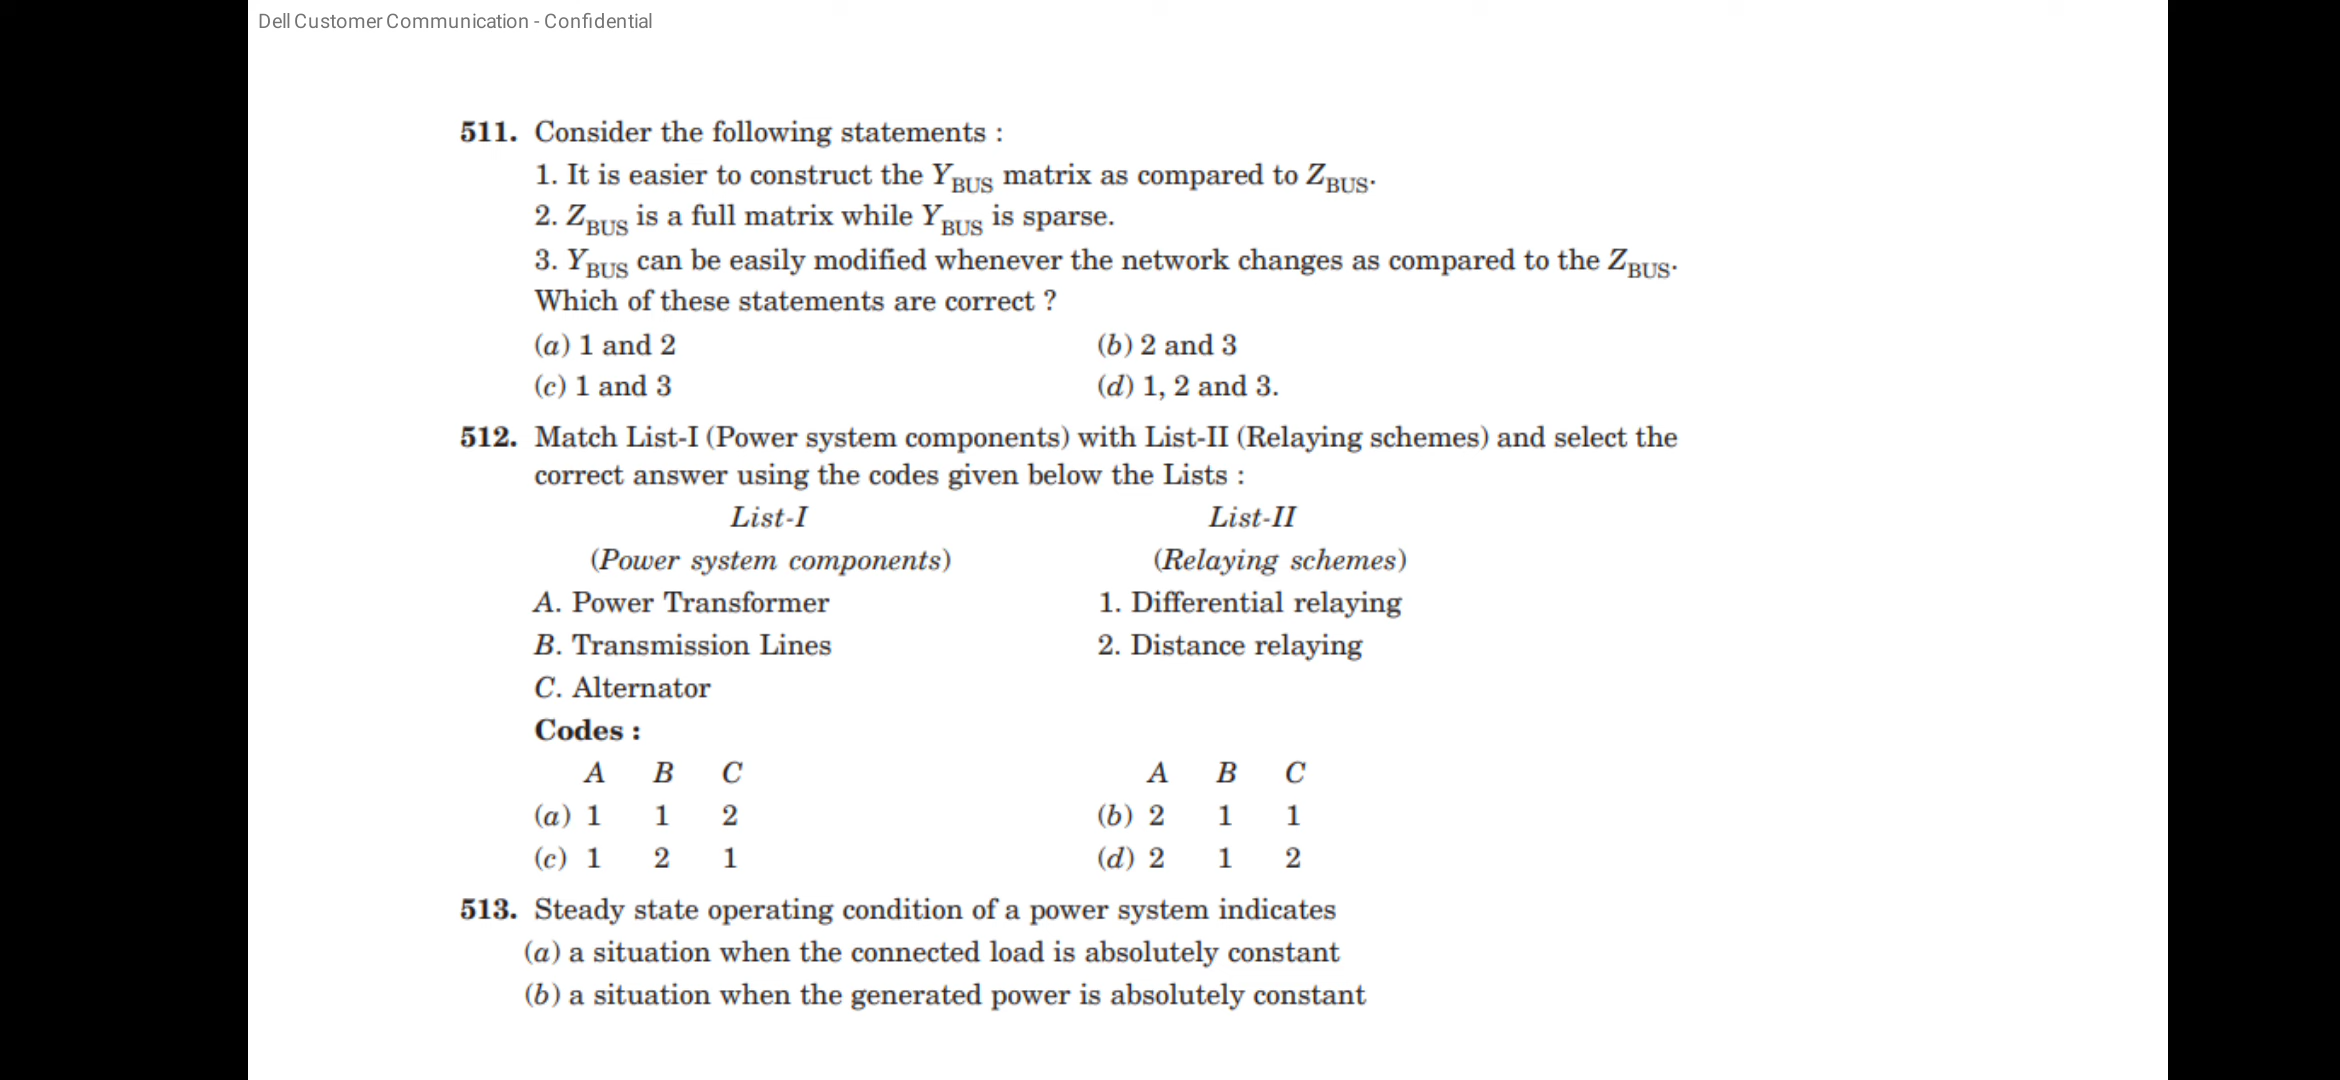 Dell Customer Communication - Confidential
511. Consider the following statements :
1. It is easier to construct the Y_BUS matrix as compared to Z_BUS.
2. Z_BUS is a full matrix while Y_BUS is sparse.
3. Y_BUS can be easily modified whenever the network changes as compared to the Z_BUS.
Which of these statements are correct ?
(a) 1 and 2 (b) 2 and 3
(c) 1 and 3 (d) 1, 2 and 3.
512. Match List-I (Power system components) with List-II (Relaying schemes) and select the
correct answer using the codes given below the Lists :
List-I List-II
(Power system components) (Relaying schemes)
A. Power Transformer 1. Differential relaying
B. Transmission Lines 2. Distance relaying
C. Alternator
Codes :
A B C A B C
(a) 1 1 2 (b) 2 1 1
(c) 1 2 1 (d) 2 1 2
513. Steady state operating condition of a power system indicates
(a) a situation when the connected load is absolutely constant
(b) a situation when the generated power is absolutely constant